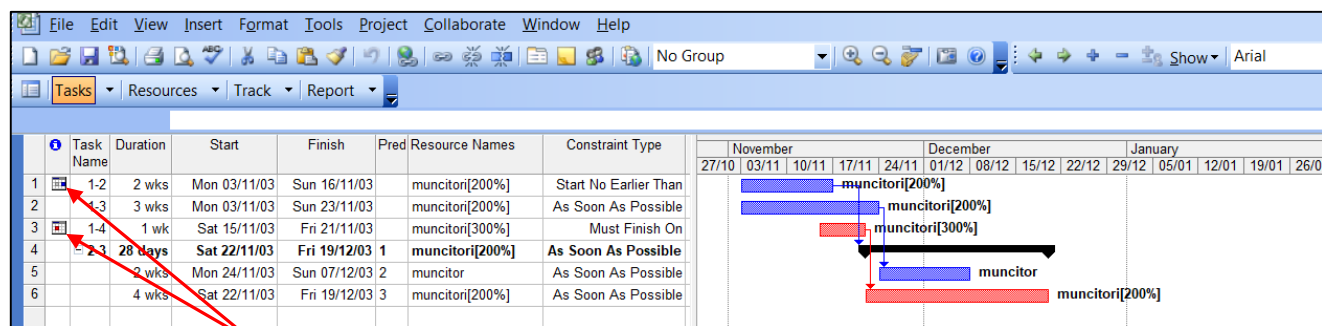 File Edit View Insert Format Tools Project Collaborate Window Help
No Group Show Arial
Tasks Resources Track Report
Task Name Duration Start Finish Pred Resource Names Constraint Type
November December January
27/10 03/11 10/11 17/11 24/11 01/12 08/12 15/12 22/12 29/12 05/01 12/01 19/01 26/0
1 1-2 2 wks Mon 03/11/03 Sun 16/11/03 muncitori[200%] Start No Earlier Than muncitori[200%]
2 1-3 3 wks Mon 03/11/03 Sun 23/11/03 muncitori[200%] As Soon As Possible muncitori[200%]
3 1-4 1 wk Sat 15/11/03 Fri 21/11/03 muncitori[300%] Must Finish On muncitori[300%]
4 2-3 28 days Sat 22/11/03 Fri 19/12/03 1 muncitori[200%] As Soon As Possible
5 2 wks Mon 24/11/03 Sun 07/12/03 2 muncitor As Soon As Possible muncitor
6 4 wks Sat 22/11/03 Fri 19/12/03 3 muncitori[200%] As Soon As Possible muncitori[200%]